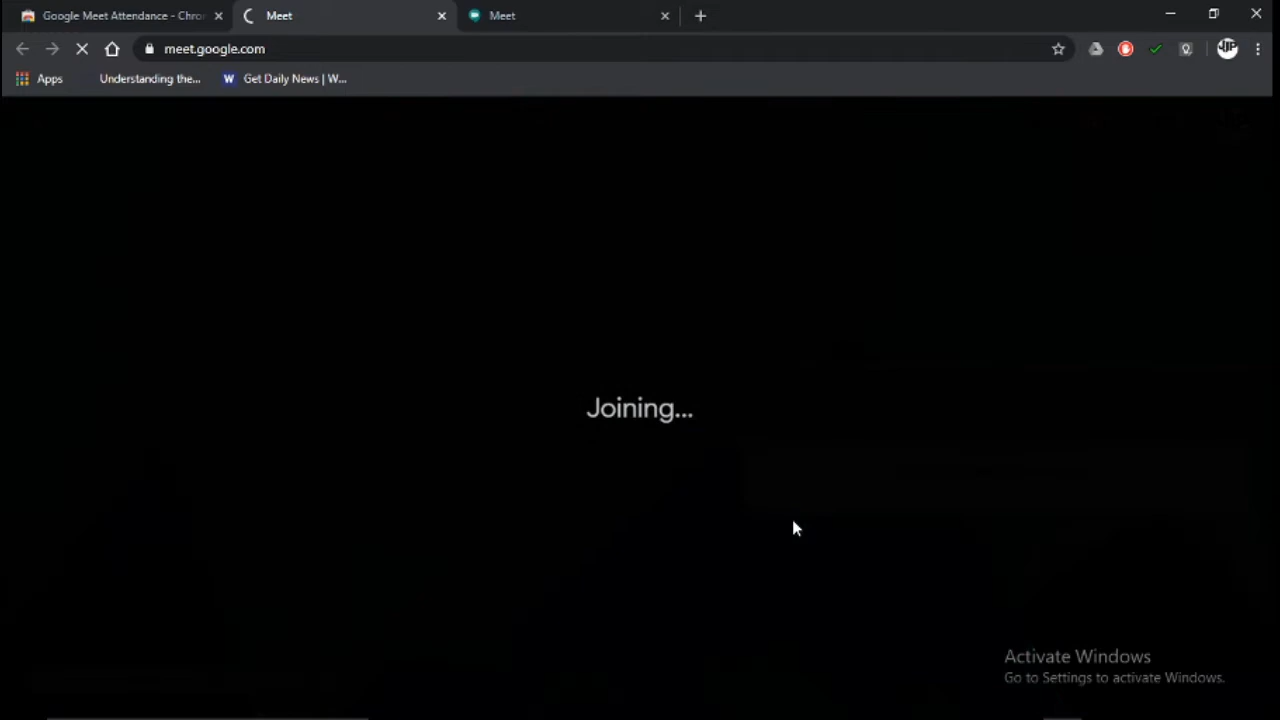 Google Meet Attendance - Chro
Meet
Meet
meet.google.com
Apps
Understanding the...
W
Get Daily News | W...
Joining...
Activate Windows
Go to Settings to activate Windows.